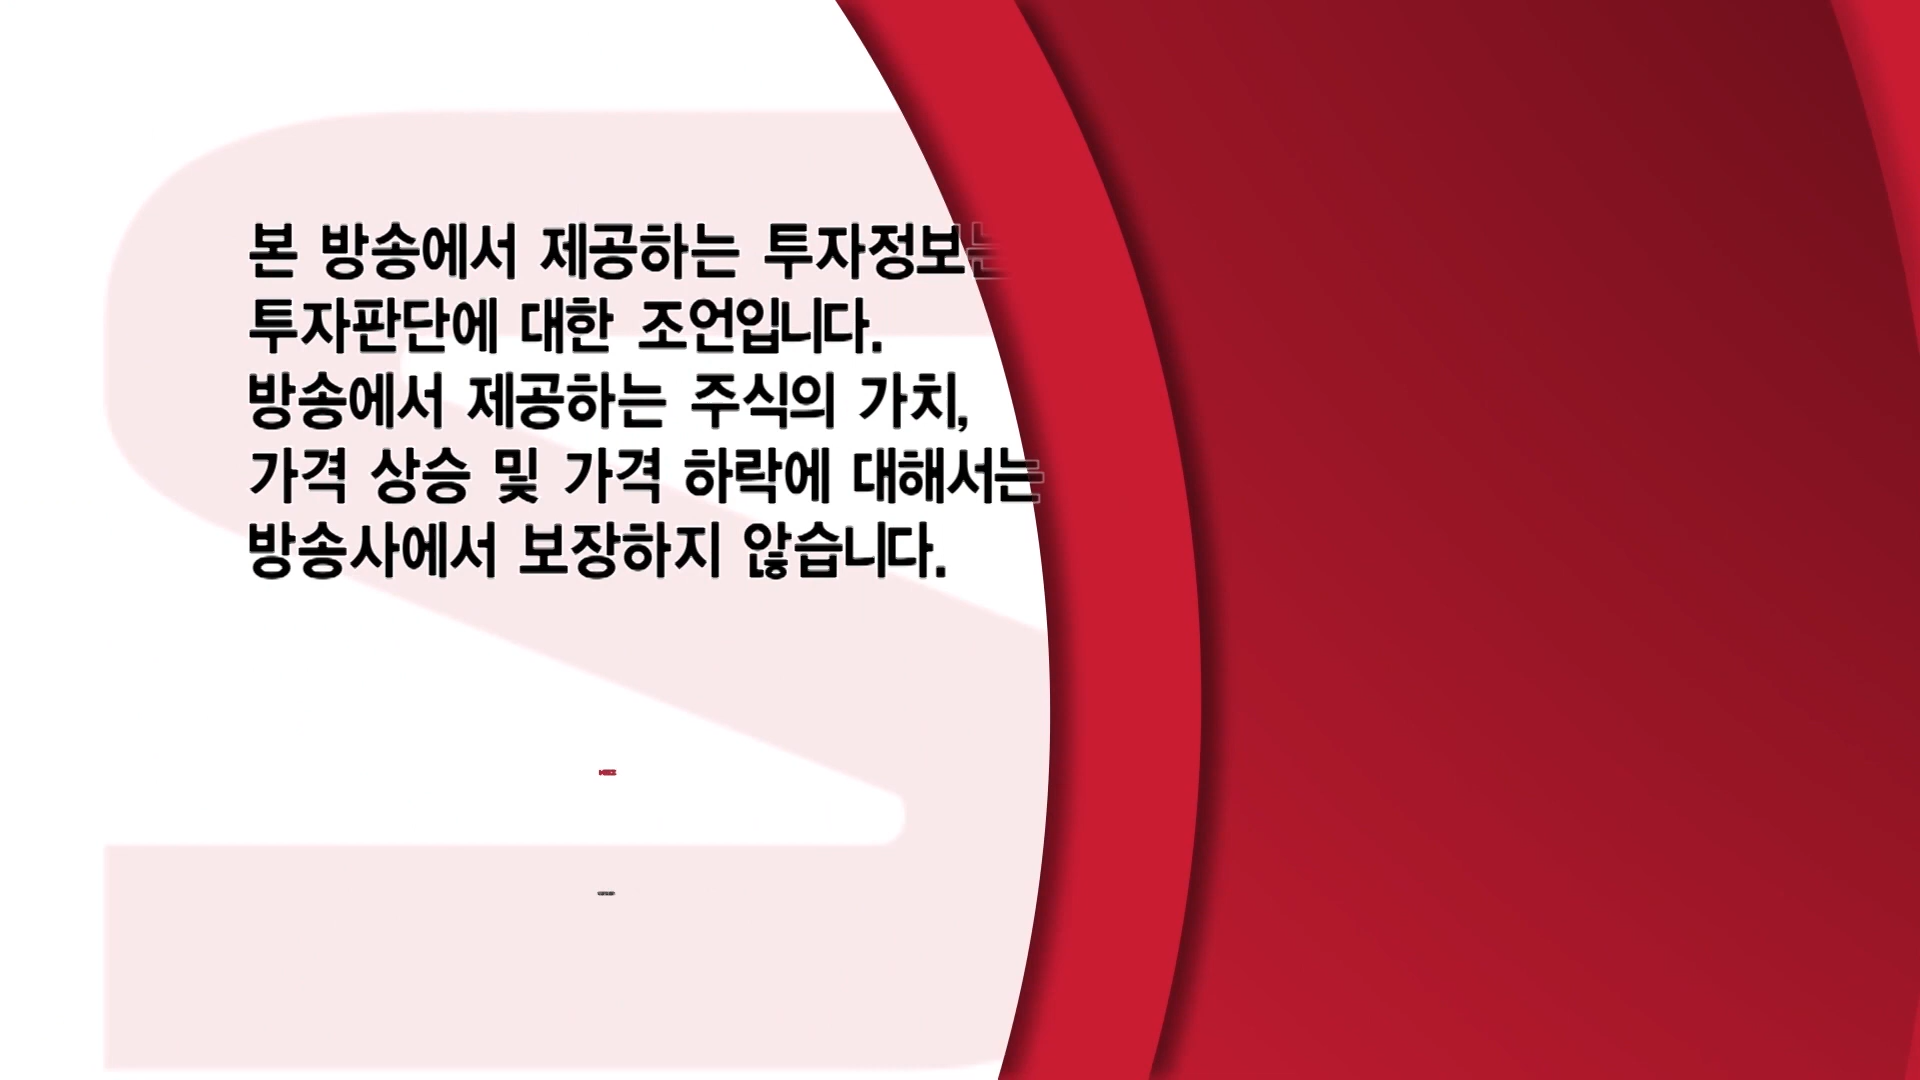 본 방송에서 제공하는 투자정보는
투자판단에 대한 조언입니다.
방송에서 제공하는 주식의 가치,
가격 상승 및 가격 하락에 대해서는
방송사에서 보장하지 않습니다.